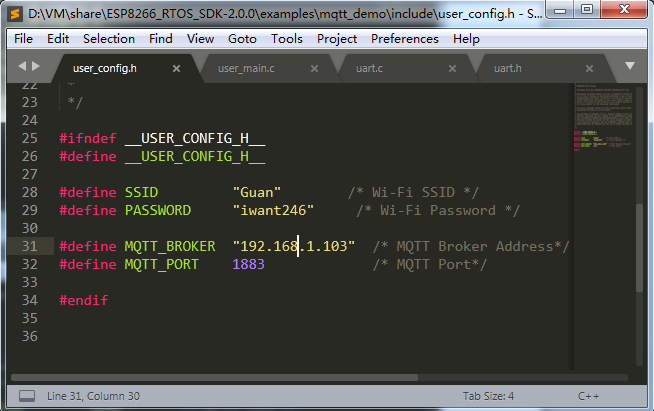 D:\VM\share\ESP8266_RTOS_SDK-2.0.0\examples\mqtt_demo\include\user_config.h - S...
File Edit Selection Find View Goto Tools Project Preferences Help
user_config.h user_main.c uart.c uart.h
22 *
23 */
24
25 #ifndef __USER_CONFIG_H__
26 #define __USER_CONFIG_H__
27
28 #define SSID "Guan" /* Wi-Fi SSID */
29 #define PASSWORD "iwant246" /* Wi-Fi Password */
30
31 #define MQTT_BROKER "192.168.1.103" /* MQTT Broker Address*/
32 #define MQTT_PORT 1883 /* MQTT Port*/
33
34 #endif
35
36
Line 31, Column 30 Tab Size: 4 C++